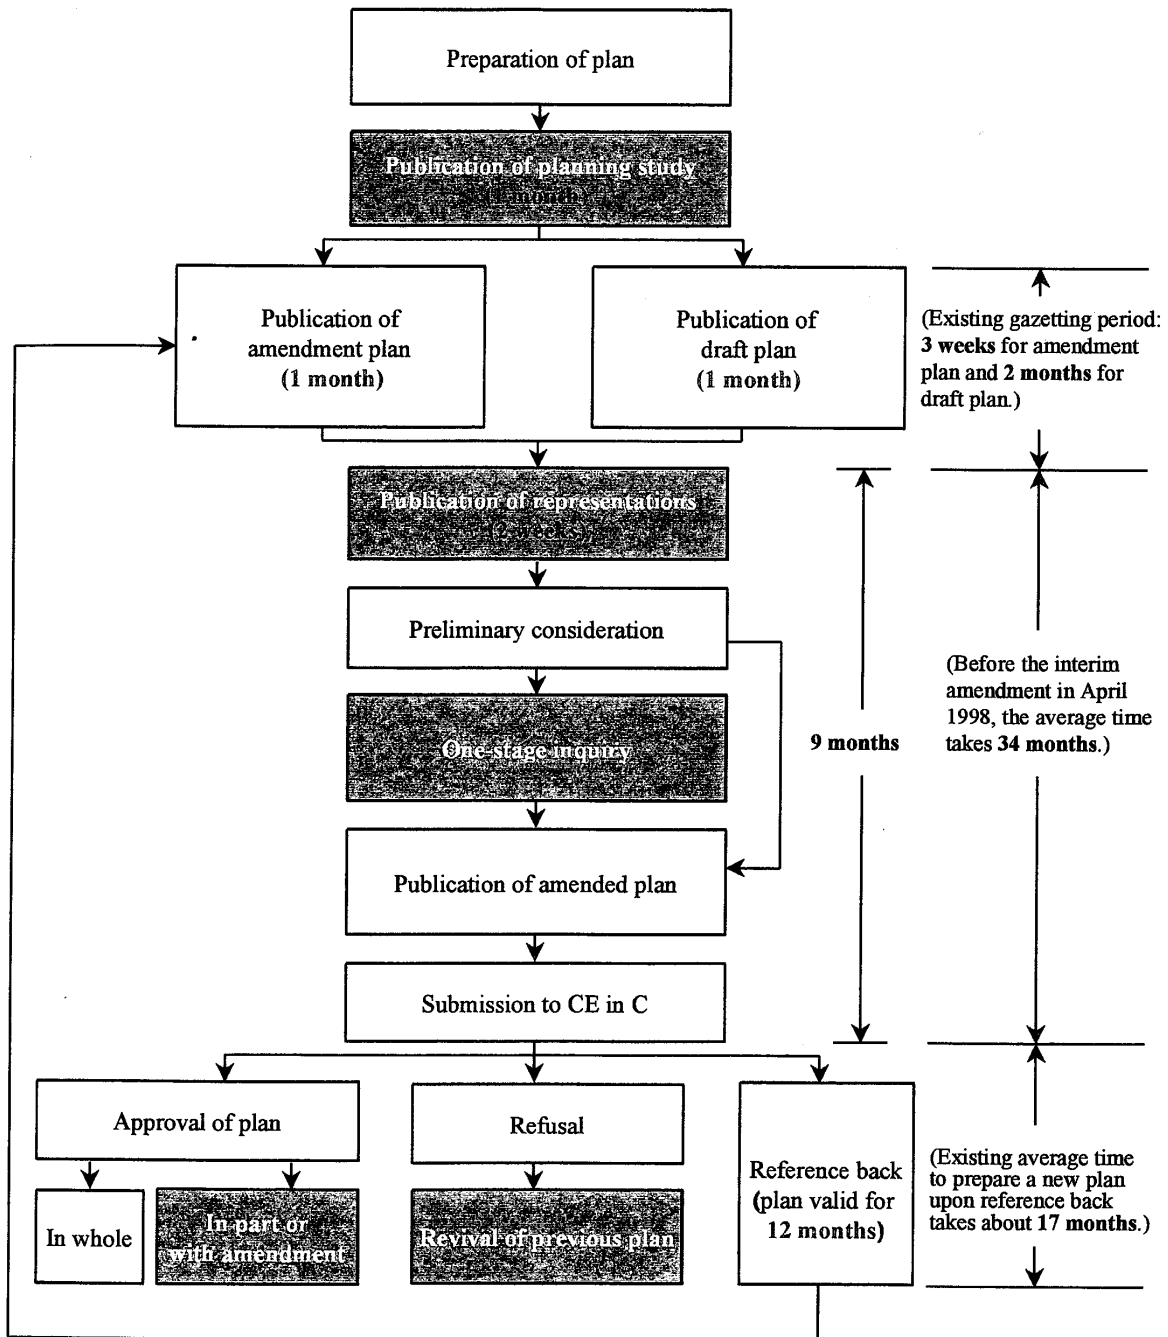 Preparation of plan
Publication of planning study
(1 month)
Publication of
amendment plan
(1 month)
Publication of
draft plan
(1 month)
(Existing gazetting period:
3 weeks for amendment
plan and 2 months for
draft plan.)
Publication of representations
(2 weeks)
Preliminary consideration
One-stage inquiry
Publication of amended plan
Submission to CE in C
9 months
(Before the interim
amendment in April
1998, the average time
takes 34 months.)
Approval of plan
In whole
In part or
with amendment
Refusal
Revival of previous plan
Reference back
(plan valid for
12 months)
(Existing average time
to prepare a new plan
upon reference back
takes about 17 months.)